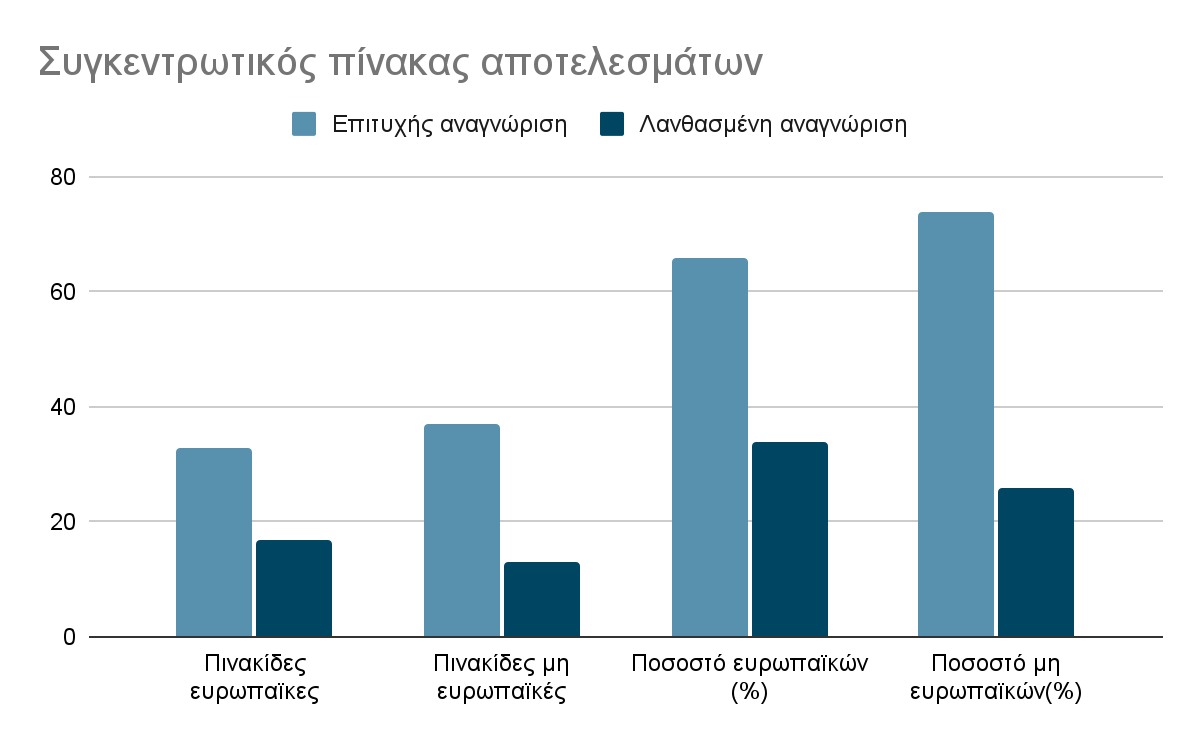 Συγκεντρωτικός πίνακας αποτελεσμάτων
Επιτυχής αναγνώριση
Λανθασμένη αναγνώριση
80
60
40
20
0
Πινακίδες
ευρωπαϊκες
Πινακίδες μη
ευρωπαϊκές
Ποσοστό ευρωπαϊκών
(%)
Ποσοστό μη
ευρωπαϊκών(%)